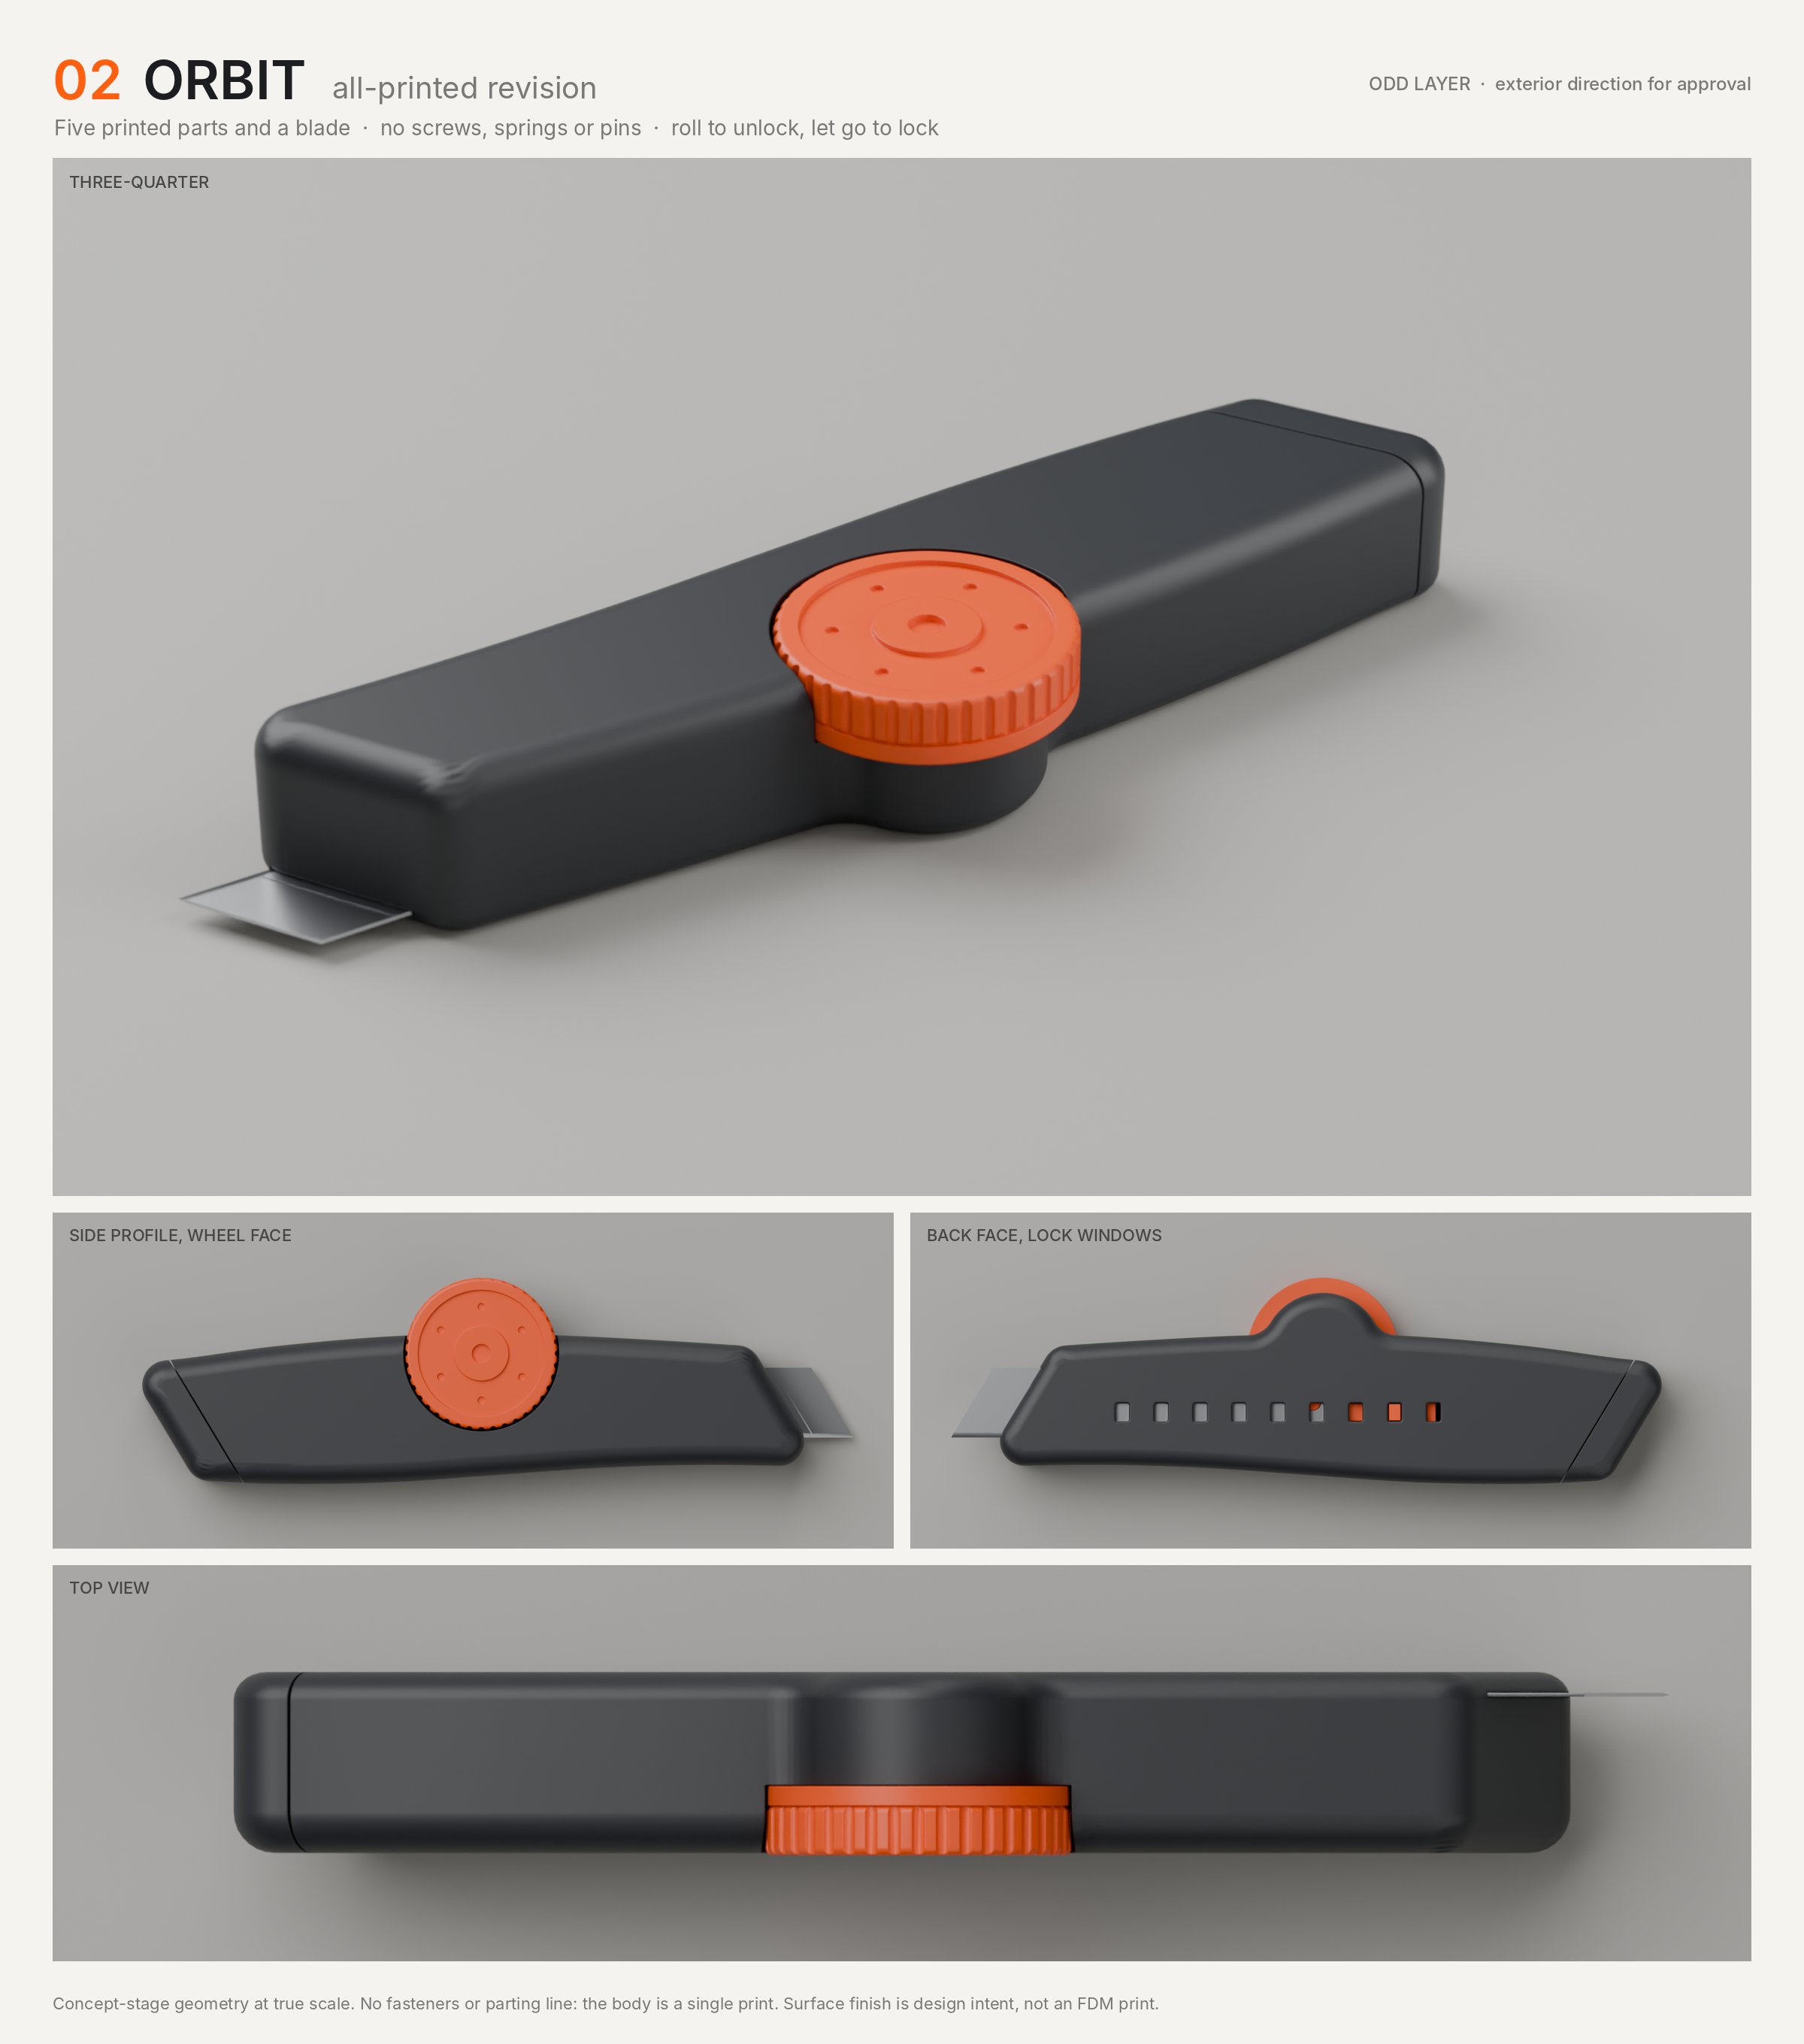 02 ORBIT all-printed revision
ODD LAYER · exterior direction for approval
Five printed parts and a blade · no screws, springs or pins · roll to unlock, let go to lock
THREE-QUARTER
SIDE PROFILE, WHEEL FACE
BACK FACE, LOCK WINDOWS
TOP VIEW
Concept-stage geometry at true scale. No fasteners or parting line: the body is a single print. Surface finish is design intent, not an FDM print.